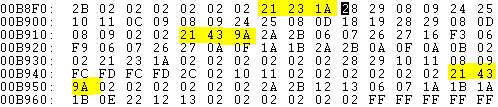 00B8F0: 2B 02 02 02 02 02 02 21 23 1A 28 29 08 09 24 25
00B900: 10 11 0C 09 08 09 24 25 08 0D 18 19 28 29 08 0D
00B910: 08 09 02 02 02 21 43 9A 2A 2B 06 07 26 27 16 F3 06
00B920: F9 06 07 26 27 0A 0F 1A 1B 2A 2B 0A 0F 0A 0B 02
00B930: 02 21 23 1A 02 02 02 02 02 02 28 29 10 11 08 09
00B940: FC FD FC FD 2C 02 10 11 02 02 02 02 02 02 21 43
00B950: 9A 02 02 02 02 02 02 2A 2B 12 13 06 07 1A 1B 1A
00B960: 1B 0E 22 12 13 02 02 02 02 02 02 FF FF FF FF FF